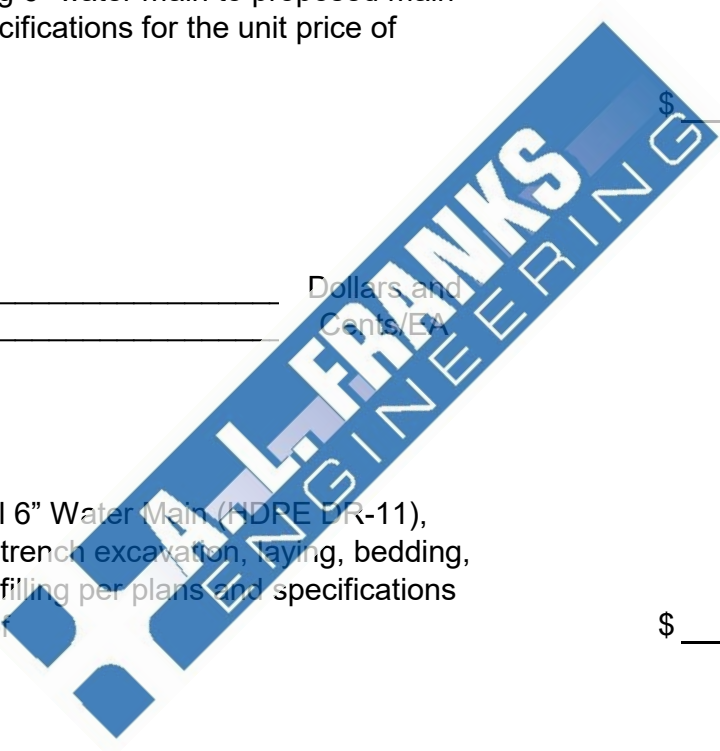 6" water main to proposed main
cifications for the unit price of
$
Dollars and
Cents/EA
A. L. FRANKS
ENGINEERING
l 6” Water Main (HDPE DR-11),
trench excavation, laying, bedding,
filling per plans and specifications
f
$